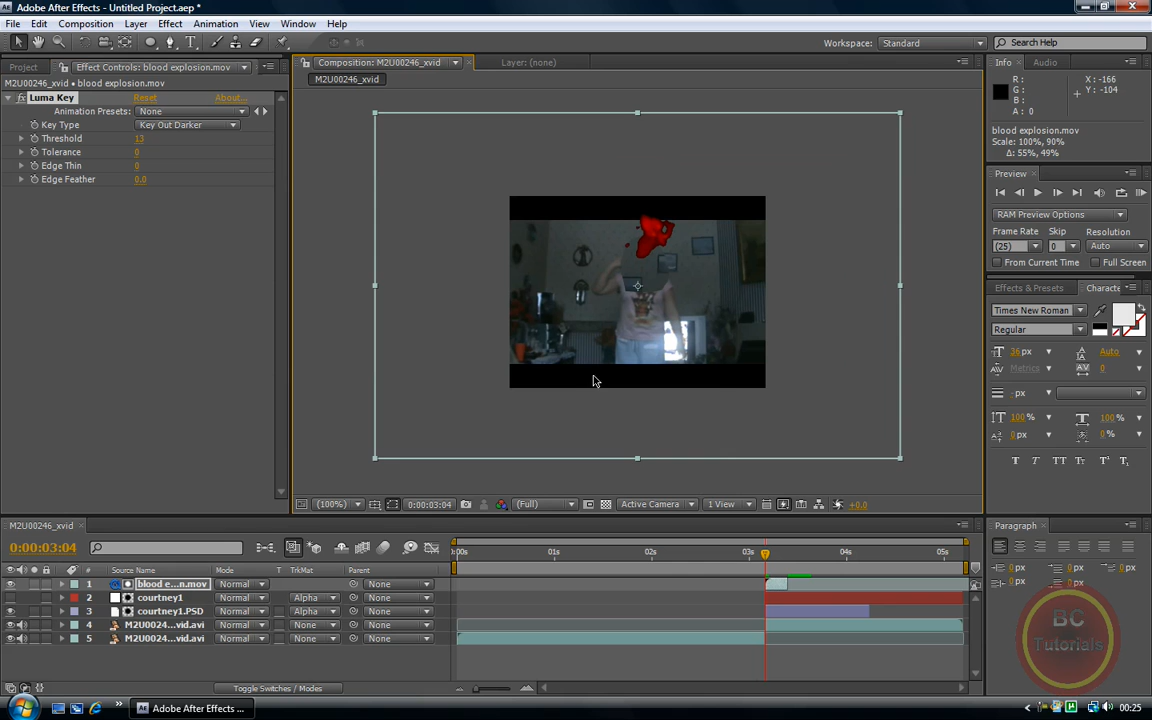 Adobe After Effects - Untitled Project.aep *
File Edit Composition Layer Effect Animation View Window Help
Workspace: Standard Search Help
Project Effect Controls: blood explosion.mov
Composition: M2U00246_xvid Layer: (none)
Info Audio
M2U00246_xvid • blood explosion.mov
M2U00246_xvid
Luma Key Reset About...
Animation Presets: None
Key Type Key Out Darker
Threshold 13
Tolerance 0
Edge Thin 0
Edge Feather 0.0
R : X : -166
G : Y : -104
B :
A : 0
blood explosion.mov
Scale: 100%, 90%
Δ: 55%, 49%
Preview
RAM Preview Options
Frame Rate Skip Resolution
(25) 0 Auto
From Current Time Full Screen
Effects & Presets Characte
Times New Roman
Regular
36 px Auto
Metrics 0
- px
100 % 100 %
0 px 0 %
T T TT Tt T¹ T₁
(100%) 0:00:03:04 (Full) Active Camera 1 View +0.0
M2U00246_xvid
0:00:03:04
:00s 01s 02s 03s 04s 05s
# Source Name Mode T TrkMat Parent
1 blood e...n.mov Normal None
2 courtney1 Normal Alpha None
3 courtney1.PSD Normal Alpha None
4 M2U0024...vid.avi Normal None None
5 M2U0024...vid.avi Normal None None
Toggle Switches / Modes
Paragraph
0 px 0 px 0 px
0 px 0 px
BC
Tutorials
Adobe After Effects ...
00:25